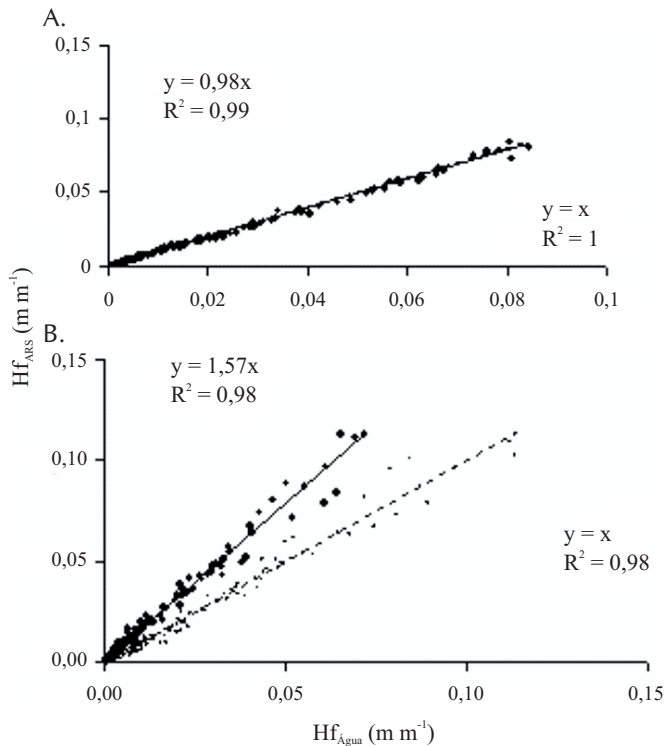 A.
0,15
y = 0,98x
R² = 0,99
0,1
0,05
y = x
R² = 1
0
0 0,02 0,04 0,06 0,08 0,1
Hf_ARS (m m⁻¹)
B.
0,15
y = 1,57x
R² = 0,98
0,10
y = x
R² = 0,98
0,05
0,00
0,00 0,05 0,10 0,15
Hf_Água (m m⁻¹)